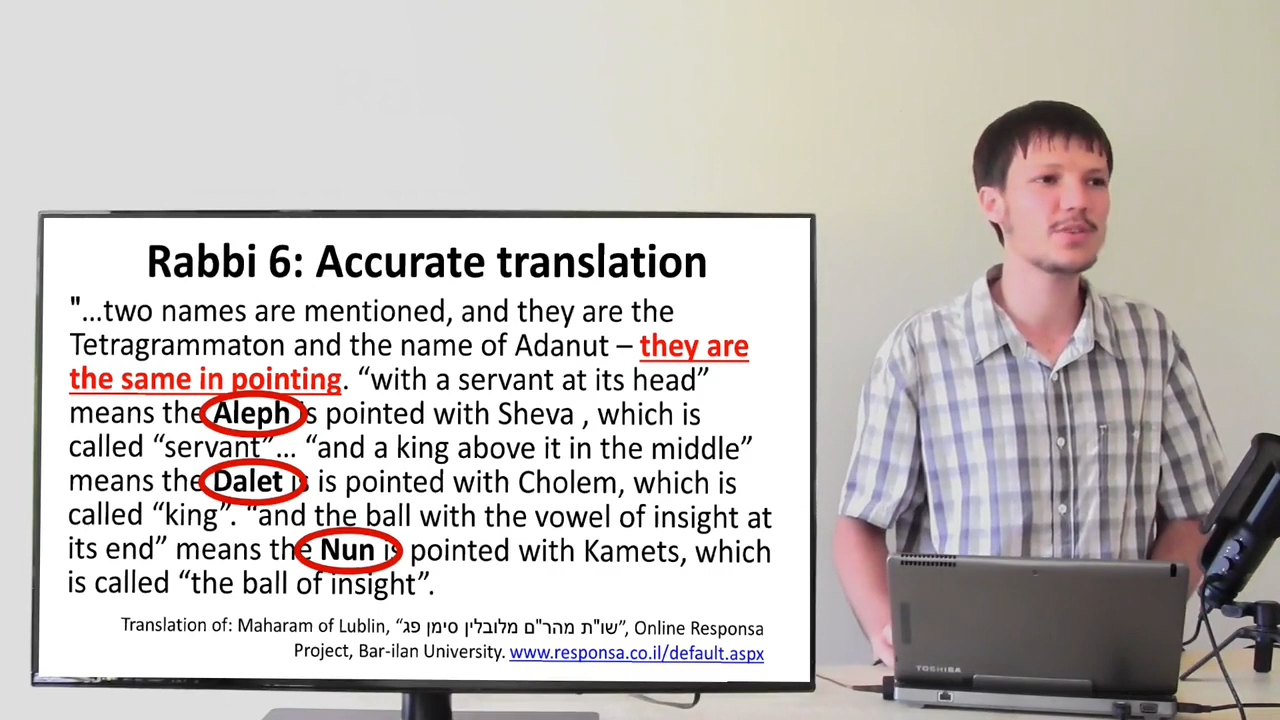 Rabbi 6: Accurate translation
"…two names are mentioned, and they are the
Tetragrammaton and the name of Adanut – they are
the same in pointing. “with a servant at its head”
means the Aleph is pointed with Sheva , which is
called “servant”… “and a king above it in the middle”
means the Dalet is is pointed with Cholem, which is
called “king”. “and the ball with the vowel of insight at
its end” means the Nun is pointed with Kamets, which
is called “the ball of insight”.
Translation of: Maharam of Lublin, “שו"ת מהר"ם מלובלין סימן פג”, Online Responsa
Project, Bar-ilan University. www.responsa.co.il/default.aspx
TOSHIBA